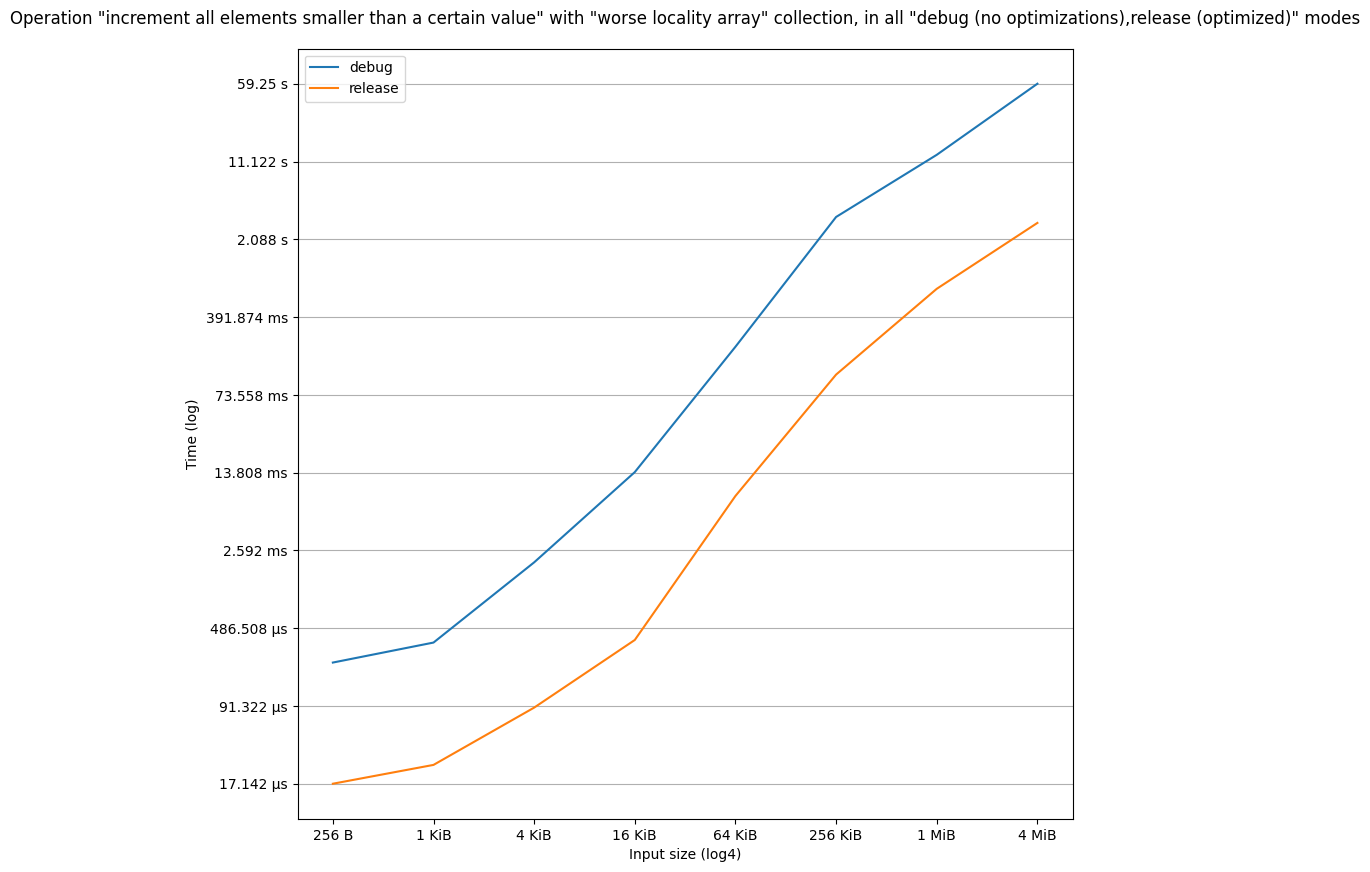 Operation "increment all elements smaller than a certain value" with "worse locality array" collection, in all "debug (no optimizations),release (optimized)" modes
debug
release
59.25 s
11.122 s
2.088 s
391.874 ms
73.558 ms
13.808 ms
2.592 ms
486.508 µs
91.322 µs
17.142 µs
Time (log)
256 B
1 KiB
4 KiB
16 KiB
64 KiB
256 KiB
1 MiB
4 MiB
Input size (log4)